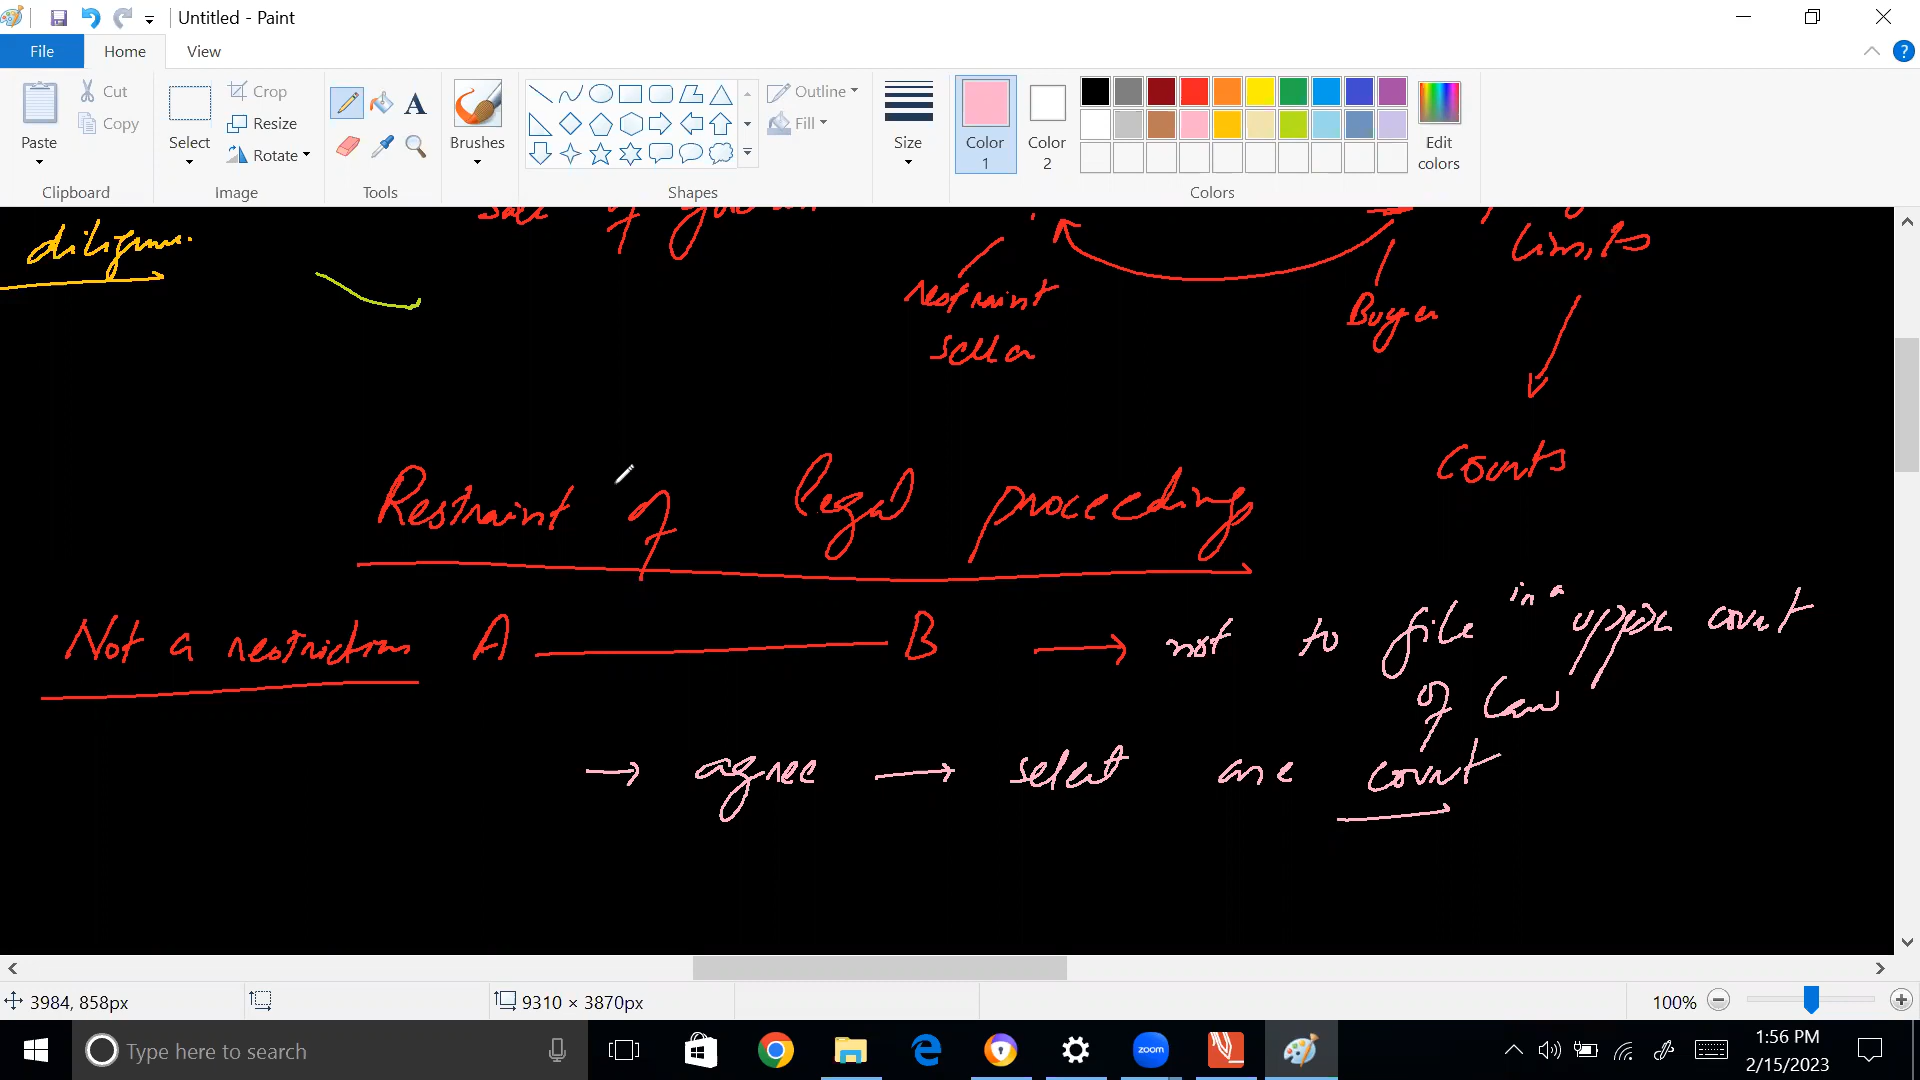 Untitled - Paint
File Home View
Paste
Cut
Copy
Clipboard
Select
Crop
Resize
Rotate
Image
Tools
Brushes
Shapes
Outline
Fill
Size
Color 1
Color 2
Edit colors
Colors
sale of
limits
restraint
seller
Buyer
Courts
Restraint of legal proceedings
Not a restriction A B not to file in a upper court
of Law
agree select one court
3984, 858px
9310 × 3870px
100%
Type here to search
zoom
1:56 PM
2/15/2023